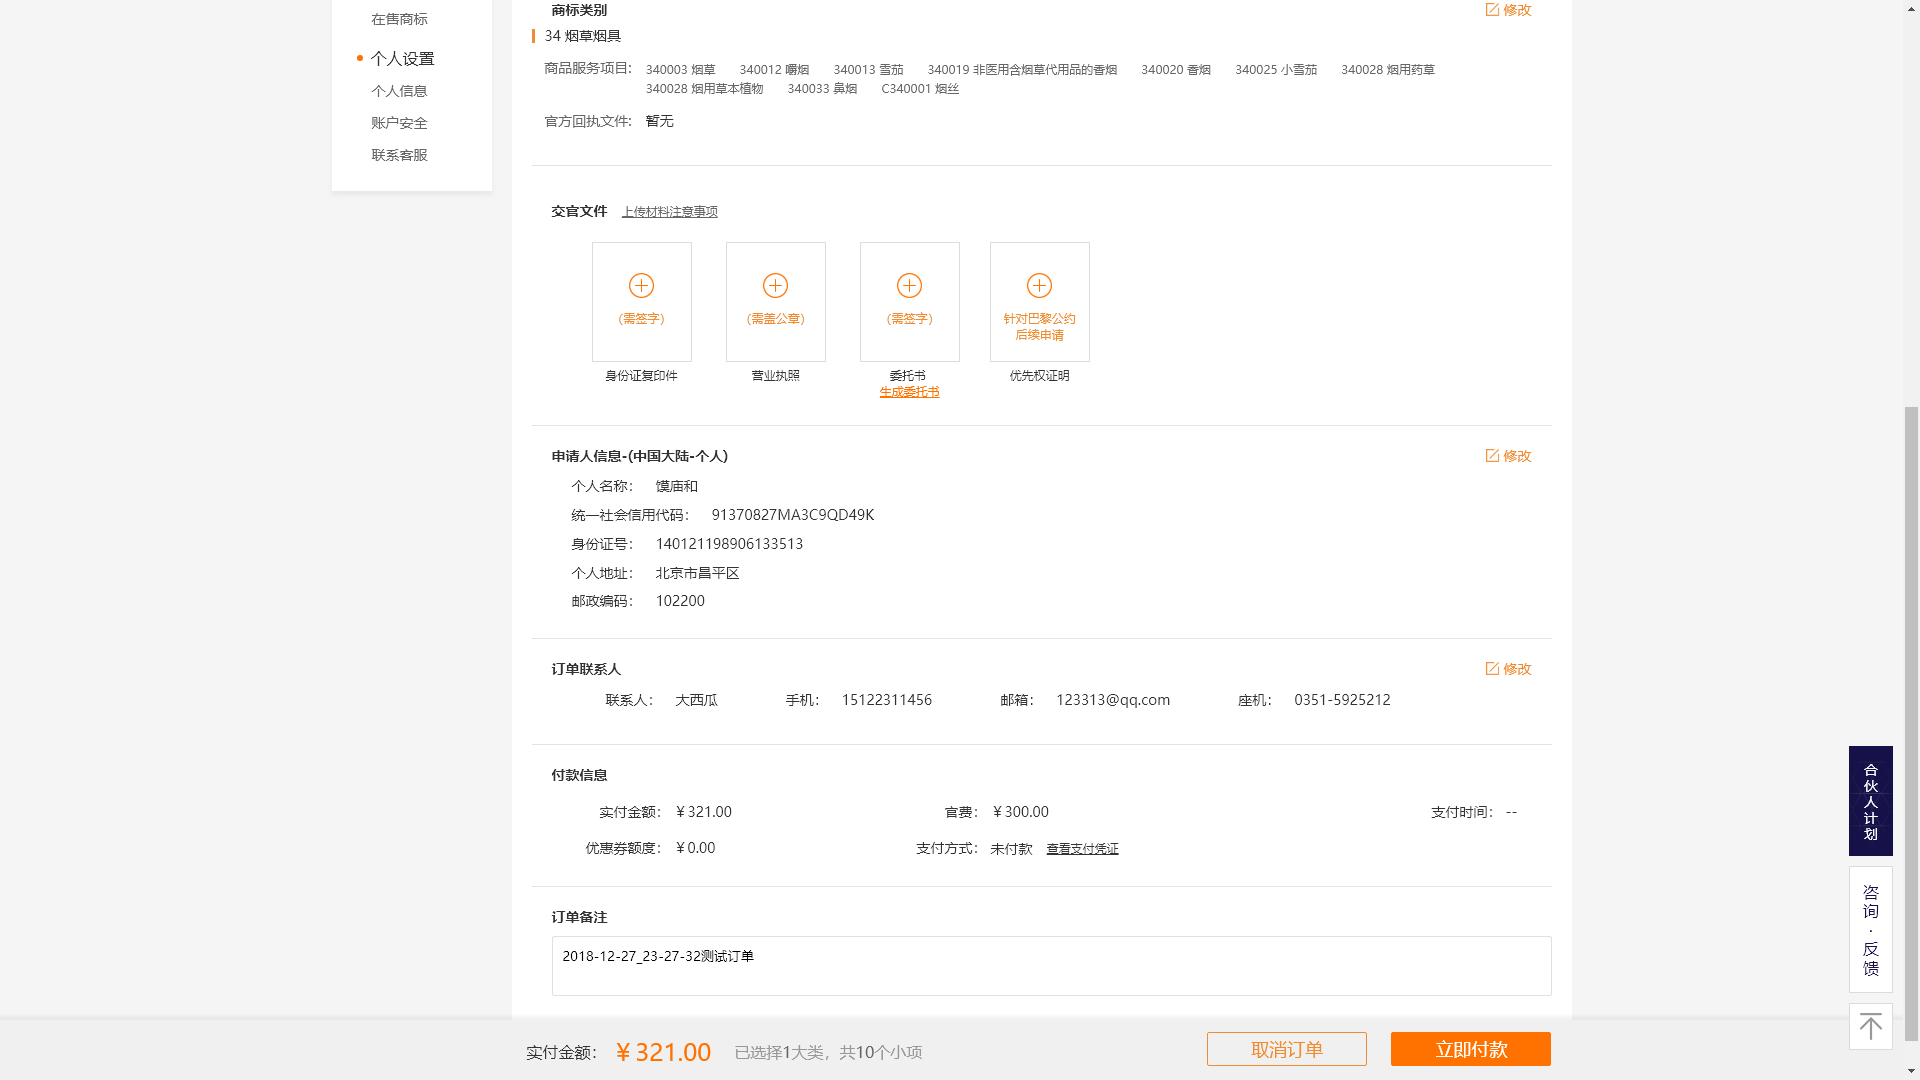 在售商标
个人设置
个人信息
账户安全
联系客服
商标类别
修改
34 烟草烟具
商品服务项目: 340003 烟草 340012 嚼烟 340013 雪茄 340019 非医用含烟草代用品的香烟 340020 香烟 340025 小雪茄 340028 烟用药草
340028 烟用草本植物 340033 鼻烟 C340001 烟丝
官方回执文件: 暂无
交官文件 上传材料注意事项
(需签字) (需盖公章) (需签字) 针对巴黎公约
后续申请
身份证复印件 营业执照 委托书 优先权证明
生成委托书
申请人信息-(中国大陆-个人) 修改
个人名称: 馍庙和
统一社会信用代码: 91370827MA3C9QD49K
身份证号: 140121198906133513
个人地址: 北京市昌平区
邮政编码: 102200
订单联系人 修改
联系人: 大西瓜 手机: 15122311456 邮箱: 123313@qq.com 座机: 0351-5925212
付款信息
实付金额: ¥321.00 官费: ¥300.00 支付时间: --
优惠券额度: ¥0.00 支付方式: 未付款 查看支付凭证
订单备注
2018-12-27_23-27-32测试订单
实付金额: ¥321.00 已选择1大类，共10个小项 取消订单 立即付款
合伙人计划
咨询·反馈